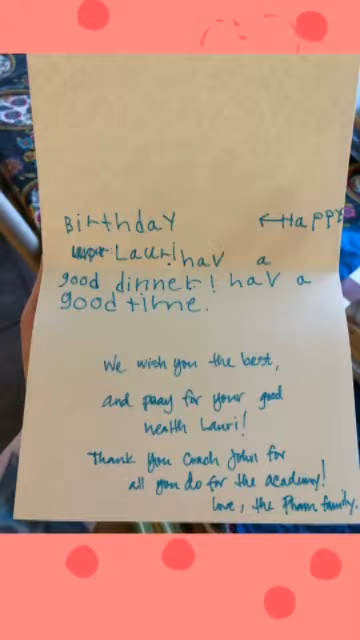 Birthday ←Happy
Lauri hav a
good dinner! hav a
good time.
We wish you the best,
and pray for your good
health Lauri!
Thank you Coach John for
all you do for the academy!
Love, the Pham family.